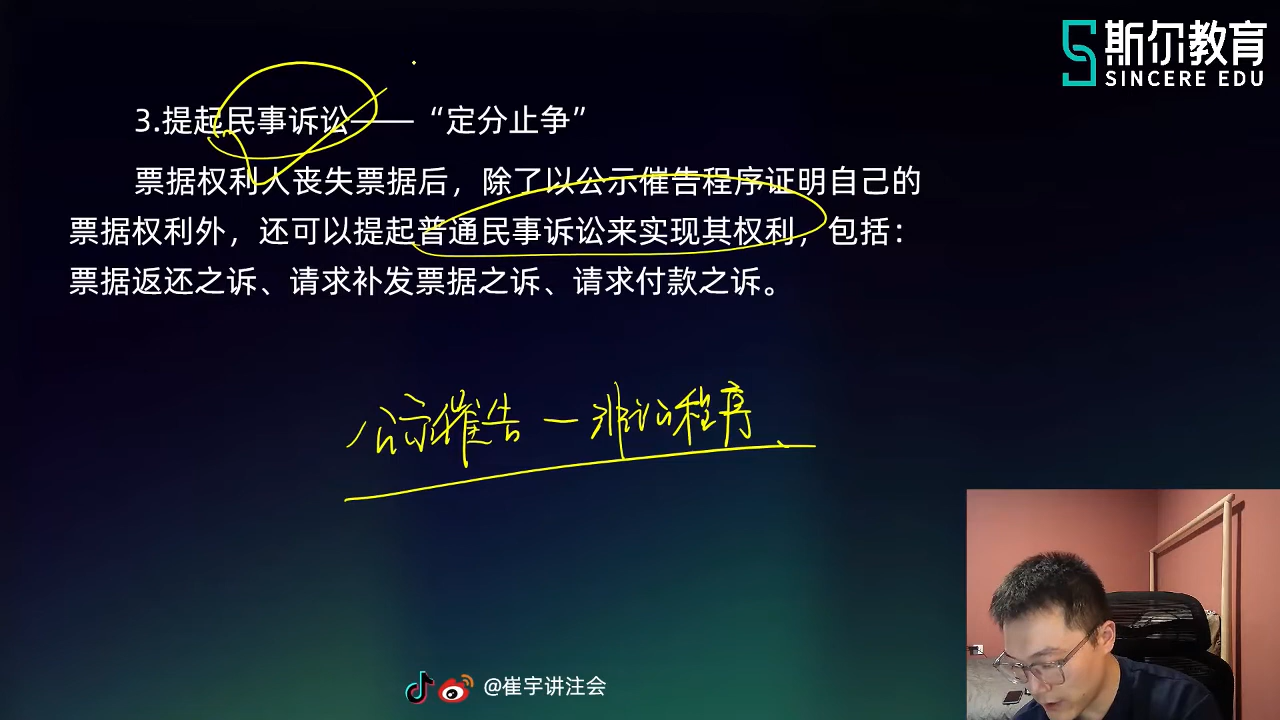 斯尔教育
SINCERE EDU
3.提起民事诉讼——“定分止争”
票据权利人丧失票据后，除了以公示催告程序证明自己的
票据权利外，还可以提起普通民事诉讼来实现其权利，包括：
票据返还之诉、请求补发票据之诉、请求付款之诉。
公示催告—非讼程序
@崔宇讲注会